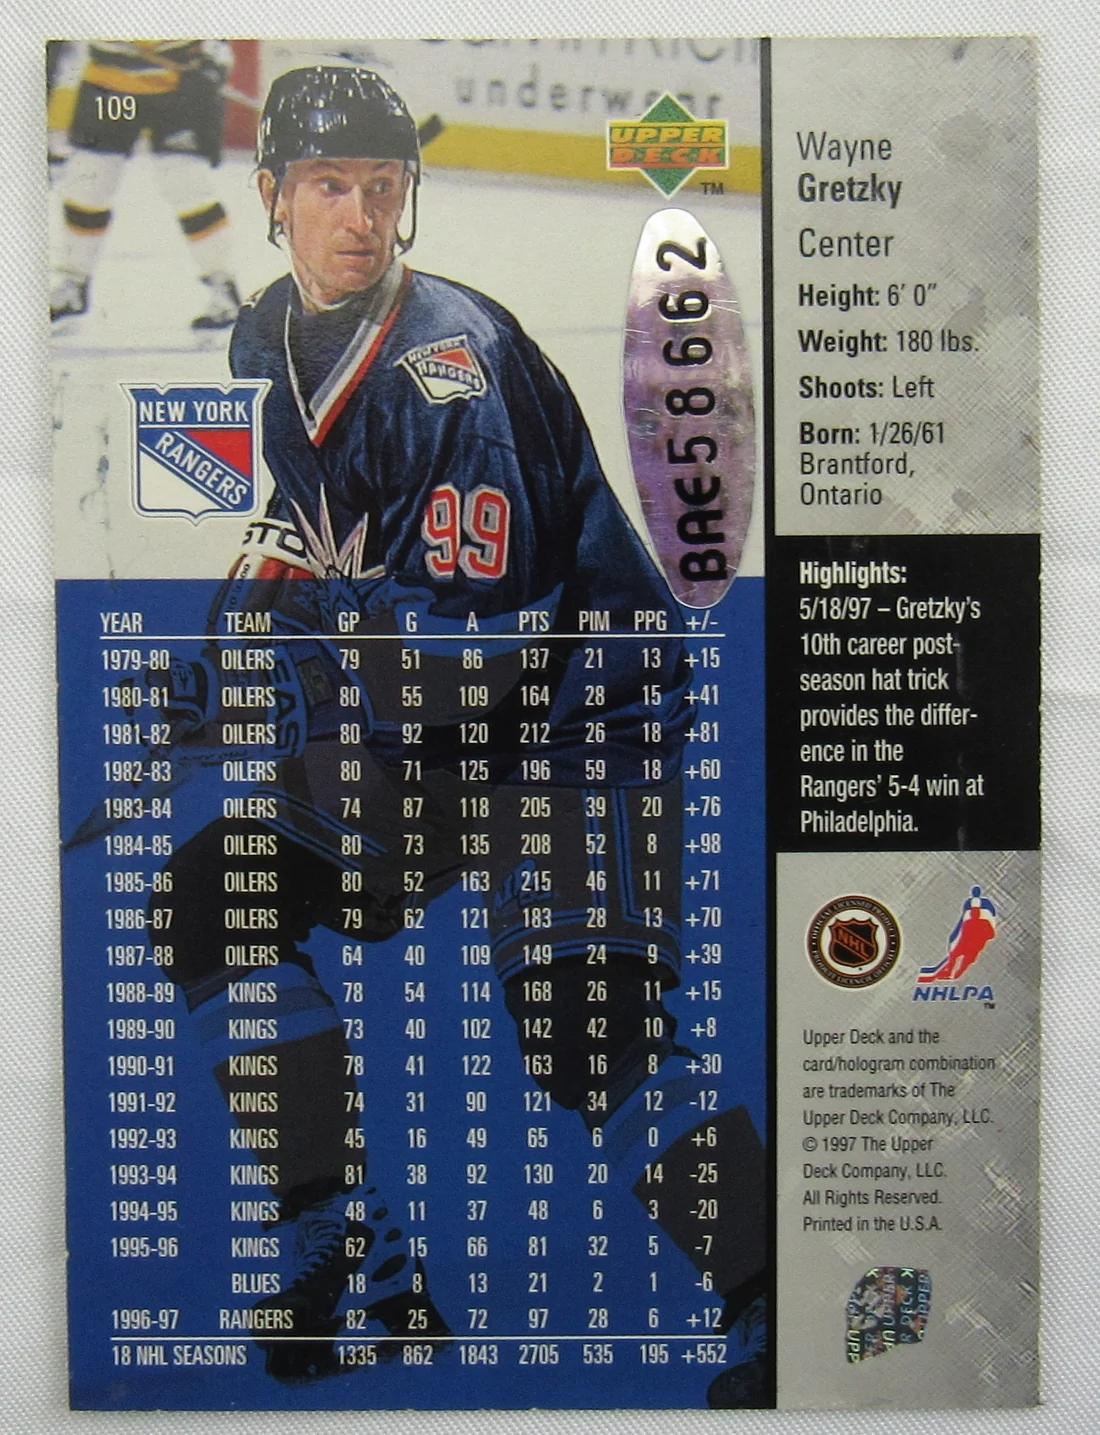 109
underwear
UPPER
DECK
TM
BAE58662
NEW YORK
RANGERS
NEW YORK
RANGERS
99
Wayne
Gretzky
Center
Height: 6' 0"
Weight: 180 lbs.
Shoots: Left
Born: 1/26/61
Brantford,
Ontario
Highlights:
5/18/97 – Gretzky's
10th career post-
season hat trick
provides the differ-
ence in the
Rangers' 5-4 win at
Philadelphia.
YEAR TEAM GP G A PTS PIM PPG +/-
1979-80 OILERS 79 51 86 137 21 13 +15
1980-81 OILERS 80 55 109 164 28 15 +41
1981-82 OILERS 80 92 120 212 26 18 +81
1982-83 OILERS 80 71 125 196 59 18 +60
1983-84 OILERS 74 87 118 205 39 20 +76
1984-85 OILERS 80 73 135 208 52 8 +98
1985-86 OILERS 80 52 163 215 46 11 +71
1986-87 OILERS 79 62 121 183 28 13 +70
1987-88 OILERS 64 40 109 149 24 9 +39
1988-89 KINGS 78 54 114 168 26 11 +15
1989-90 KINGS 73 40 102 142 42 10 +8
1990-91 KINGS 78 41 122 163 16 8 +30
1991-92 KINGS 74 31 90 121 34 12 -12
1992-93 KINGS 45 16 49 65 6 0 +6
1993-94 KINGS 81 38 92 130 20 14 -25
1994-95 KINGS 48 11 37 48 6 3 -20
1995-96 KINGS 62 15 66 81 32 5 -7
BLUES 18 8 13 21 2 1 -6
1996-97 RANGERS 82 25 72 97 28 6 +12
18 NHL SEASONS 1335 862 1843 2705 535 195 +552
NHL
NHLPA
TM
Upper Deck and the
card/hologram combination
are trademarks of The
Upper Deck Company, LLC.
© 1997 The Upper
Deck Company, LLC.
All Rights Reserved.
Printed in the U.S.A.
UPPER
DECK